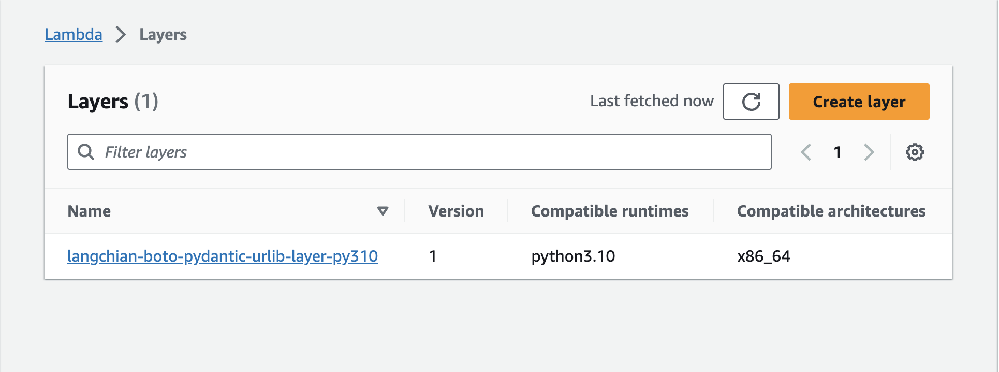 Lambda > Layers
Layers (1)
Last fetched now
Create layer
Filter layers
1
Name Version Compatible runtimes Compatible architectures
langchian-boto-pydantic-urlib-layer-py310 1 python3.10 x86_64